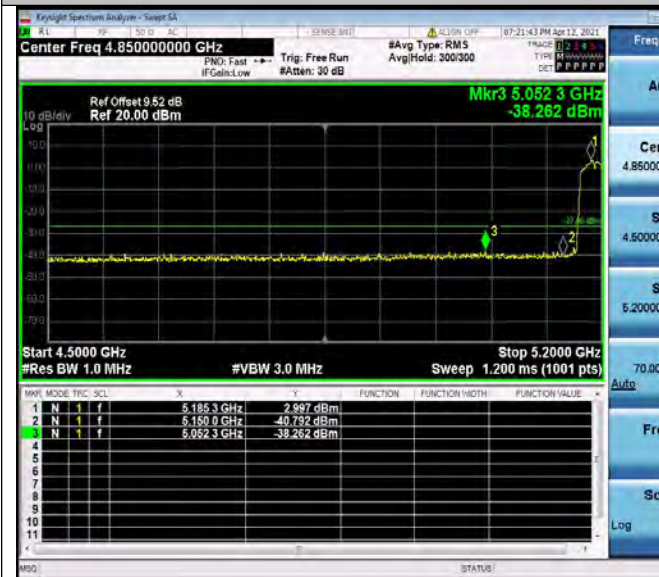 Keysight Spectrum Analyzer - Swept SA
RL RF 50 Ω AC SENSE:INT ALIGN OFF 07:21:43 PM Apr 12, 2021
Center Freq 4.850000000 GHz
PNO: Fast
IFGain:Low
Trig: Free Run
#Atten: 30 dB
#Avg Type: RMS
Avg|Hold: 300/300
TRACE 1 2 3 4 5
TYPE M
DET P P P P P P
Mkr3 5.052 3 GHz
-38.262 dBm
Ref Offset 9.52 dB
Ref 20.00 dBm
10 dB/div
Log
10.0
0.00
-10.0
-20.0
-30.0
-40.0
-50.0
-60.0
-70.0
1
2
3
Start 4.5000 GHz
Stop 5.2000 GHz
#Res BW 1.0 MHz
#VBW 3.0 MHz
Sweep 1.200 ms (1001 pts)
MKR MODE TRC SCL X Y FUNCTION FUNCTION WIDTH FUNCTION VALUE
1 N 1 f 5.185 3 GHz 2.997 dBm
2 N 1 f 5.150 0 GHz -40.792 dBm
3 N 1 f 5.052 3 GHz -38.262 dBm
4
5
6
7
8
9
10
11
MSG
STATUS
Freq
A
Cen
4.85000
S
4.50000
S
5.20000
70.00
Auto
Fre
Sc
Log